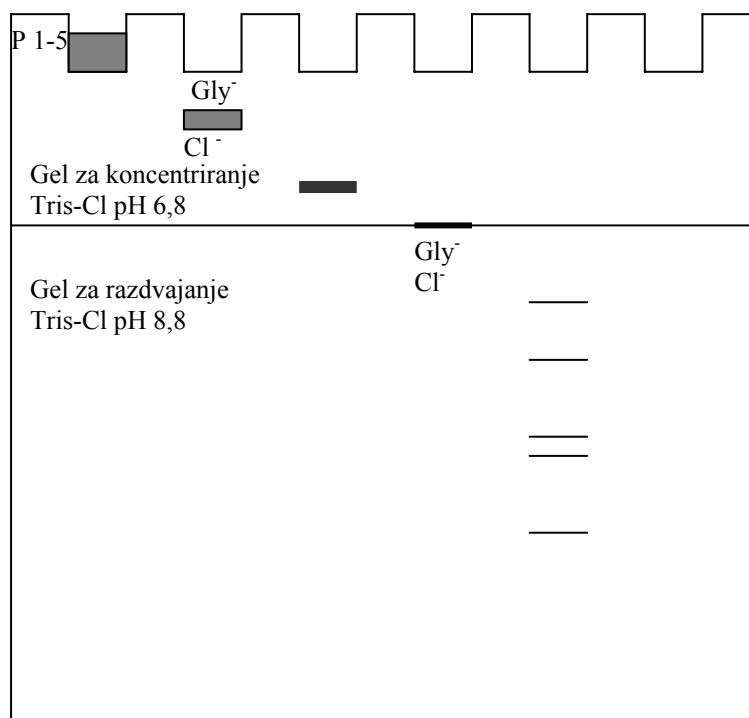 P 1-5
Gly⁻
Cl ⁻
Gel za koncentriranje
Tris-Cl pH 6,8
Gly⁻
Cl⁻
Gel za razdvajanje
Tris-Cl pH 8,8